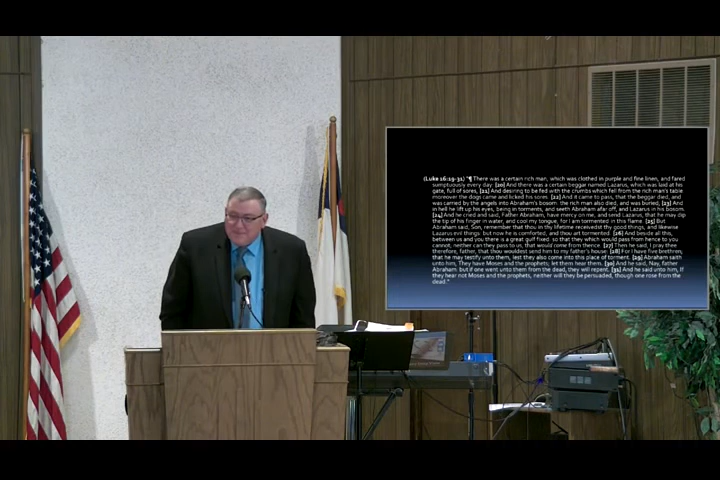 (Luke 16:19-31) "¶ There was a certain rich man, which was clothed in purple and fine linen, and fared
sumptuously every day: [20] And there was a certain beggar named Lazarus, which was laid at his
gate, full of sores, [21] And desiring to be fed with the crumbs which fell from the rich man's table:
moreover the dogs came and licked his sores. [22] And it came to pass, that the beggar died, and
was carried by the angels into Abraham's bosom: the rich man also died, and was buried; [23] And
in hell he lift up his eyes, being in torments, and seeth Abraham afar off, and Lazarus in his bosom.
[24] And he cried and said, Father Abraham, have mercy on me, and send Lazarus, that he may dip
the tip of his finger in water, and cool my tongue; for I am tormented in this flame. [25] But
Abraham said, Son, remember that thou in thy lifetime receivedst thy good things, and likewise
Lazarus evil things: but now he is comforted, and thou art tormented. [26] And beside all this,
between us and you there is a great gulf fixed: so that they which would pass from hence to you
cannot; neither can they pass to us, that would come from thence. [27] Then he said, I pray thee
therefore, father, that thou wouldest send him to my father's house: [28] For I have five brethren;
that he may testify unto them, lest they also come into this place of torment. [29] Abraham saith
unto him, They have Moses and the prophets; let them hear them. [30] And he said, Nay, father
Abraham: but if one went unto them from the dead, they will repent. [31] And he said unto him, If
they hear not Moses and the prophets, neither will they be persuaded, though one rose from the
dead."